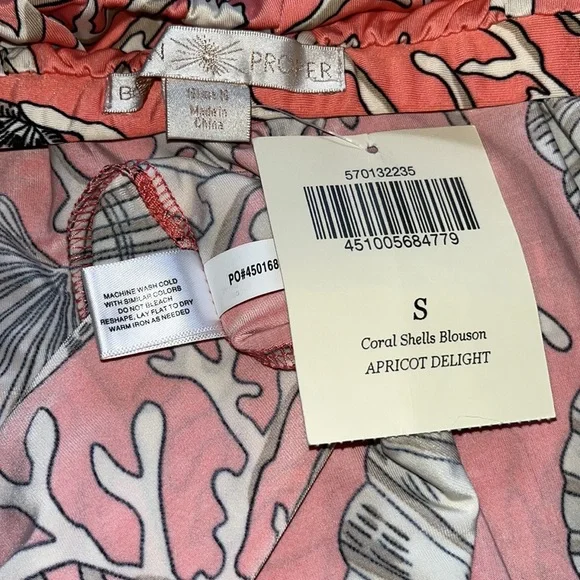 PROPER
Made in
China
570132235
451005684779
S
Coral Shells Blouson
APRICOT DELIGHT
PO#450168
MACHINE WASH COLD
WITH SIMILAR COLORS
DO NOT BLEACH
RESHAPE, LAY FLAT TO DRY
WARM IRON AS NEEDED